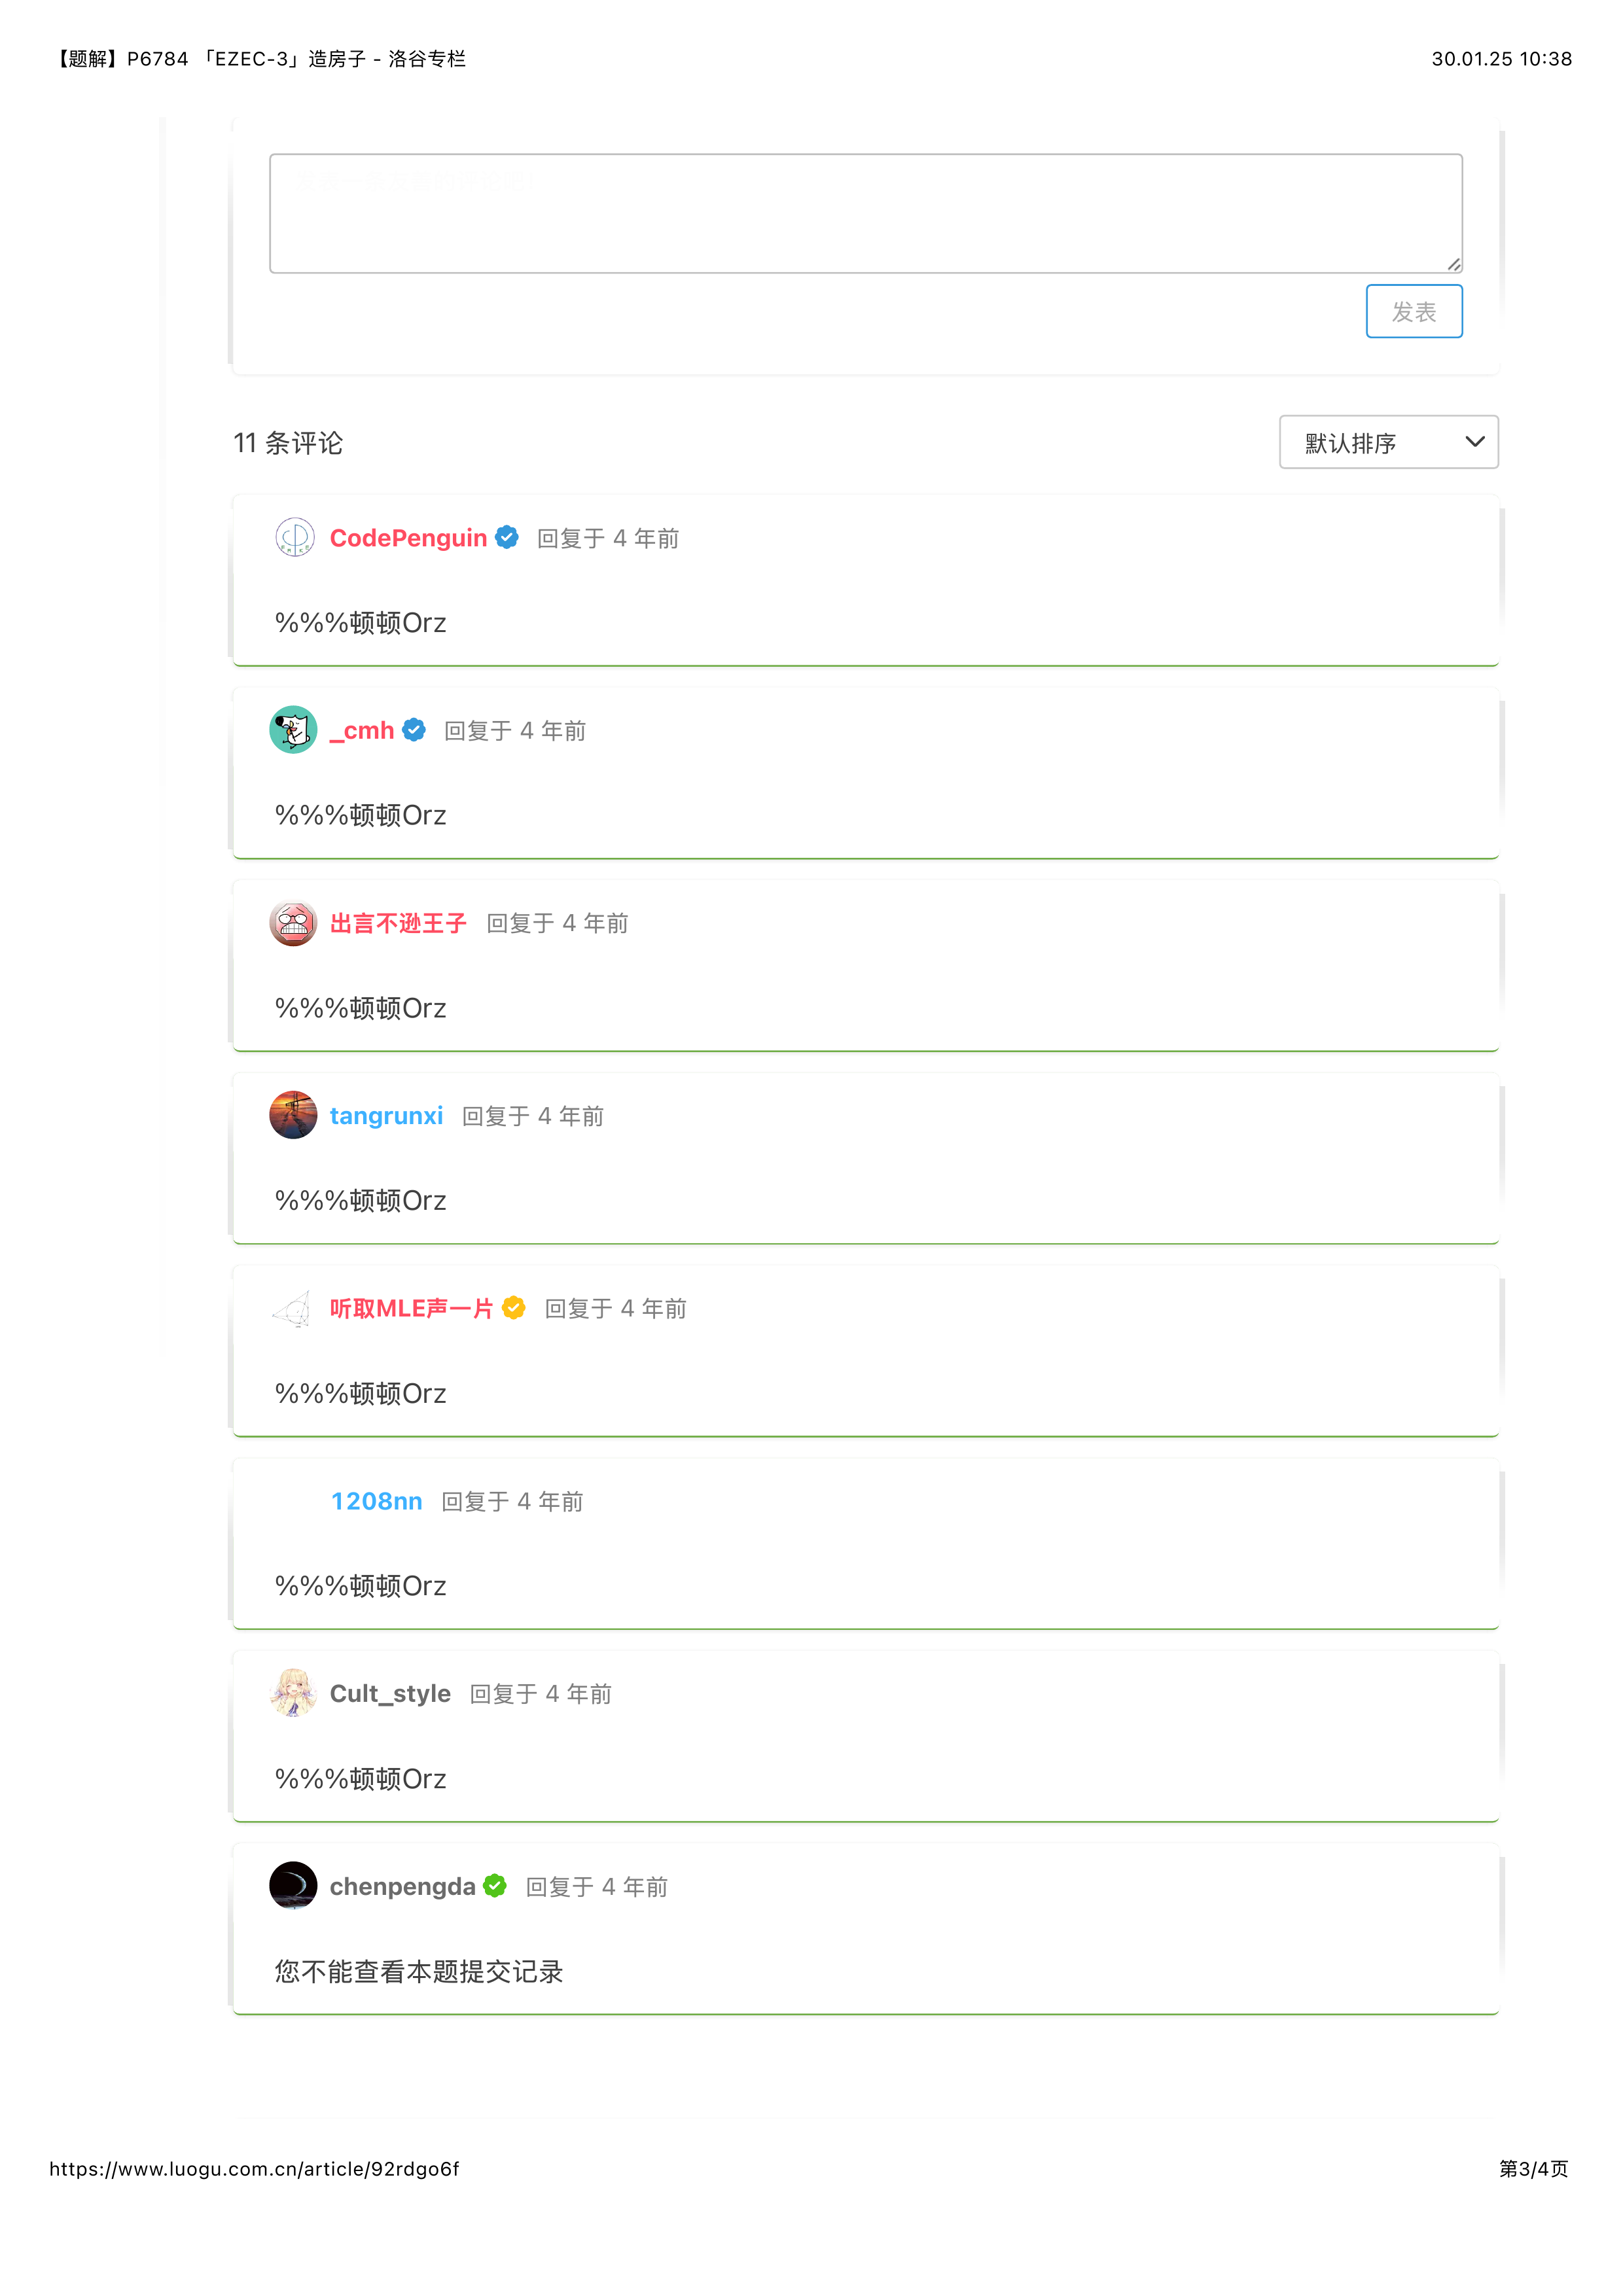 【题解】P6784 「EZEC-3」造房子 - 洛谷专栏
30.01.25 10:38
发表
11 条评论
默认排序
CodePenguin 回复于 4 年前
%%%顿顿Orz
_cmh 回复于 4 年前
%%%顿顿Orz
出言不逊王子 回复于 4 年前
%%%顿顿Orz
tangrunxi 回复于 4 年前
%%%顿顿Orz
听取MLE声一片 回复于 4 年前
%%%顿顿Orz
1208nn 回复于 4 年前
%%%顿顿Orz
Cult_style 回复于 4 年前
%%%顿顿Orz
chenpengda 回复于 4 年前
您不能查看本题提交记录
https://www.luogu.com.cn/article/92rdgo6f
第3/4页